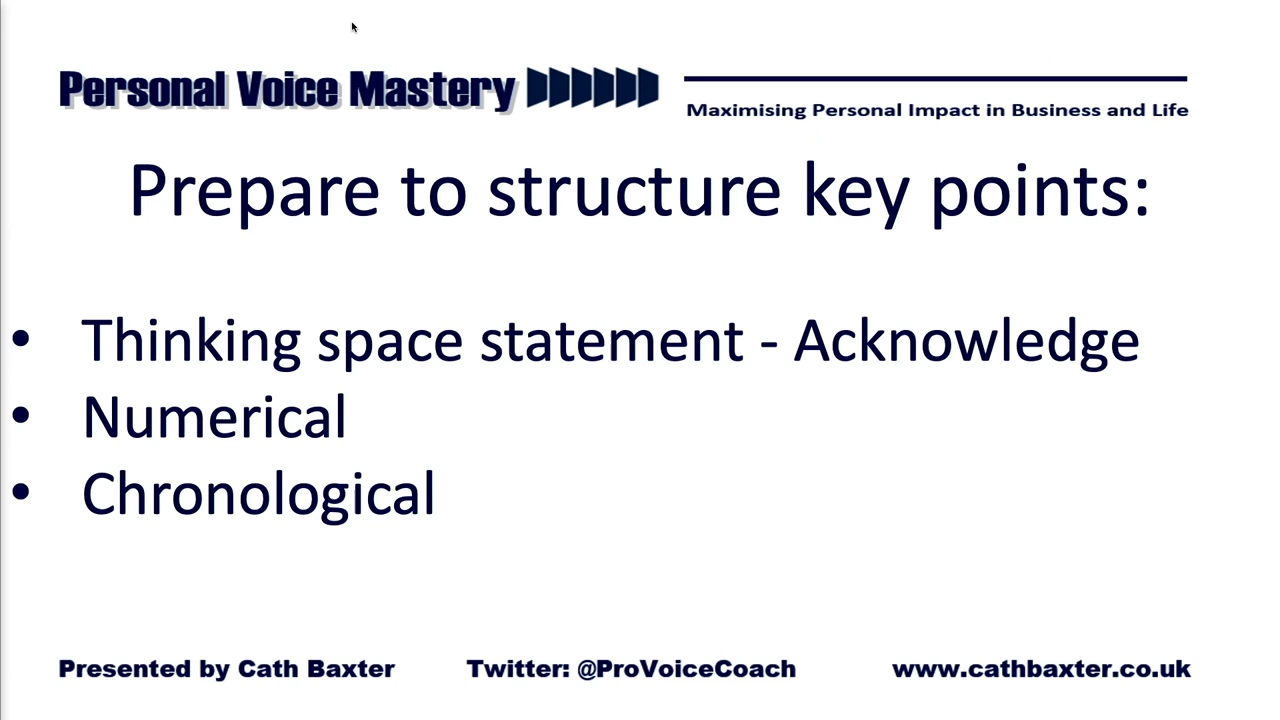 Personal Voice Mastery
Maximising Personal Impact in Business and Life
Prepare to structure key points:
• Thinking space statement - Acknowledge
• Numerical
• Chronological
Presented by Cath Baxter Twitter: @ProVoiceCoach www.cathbaxter.co.uk